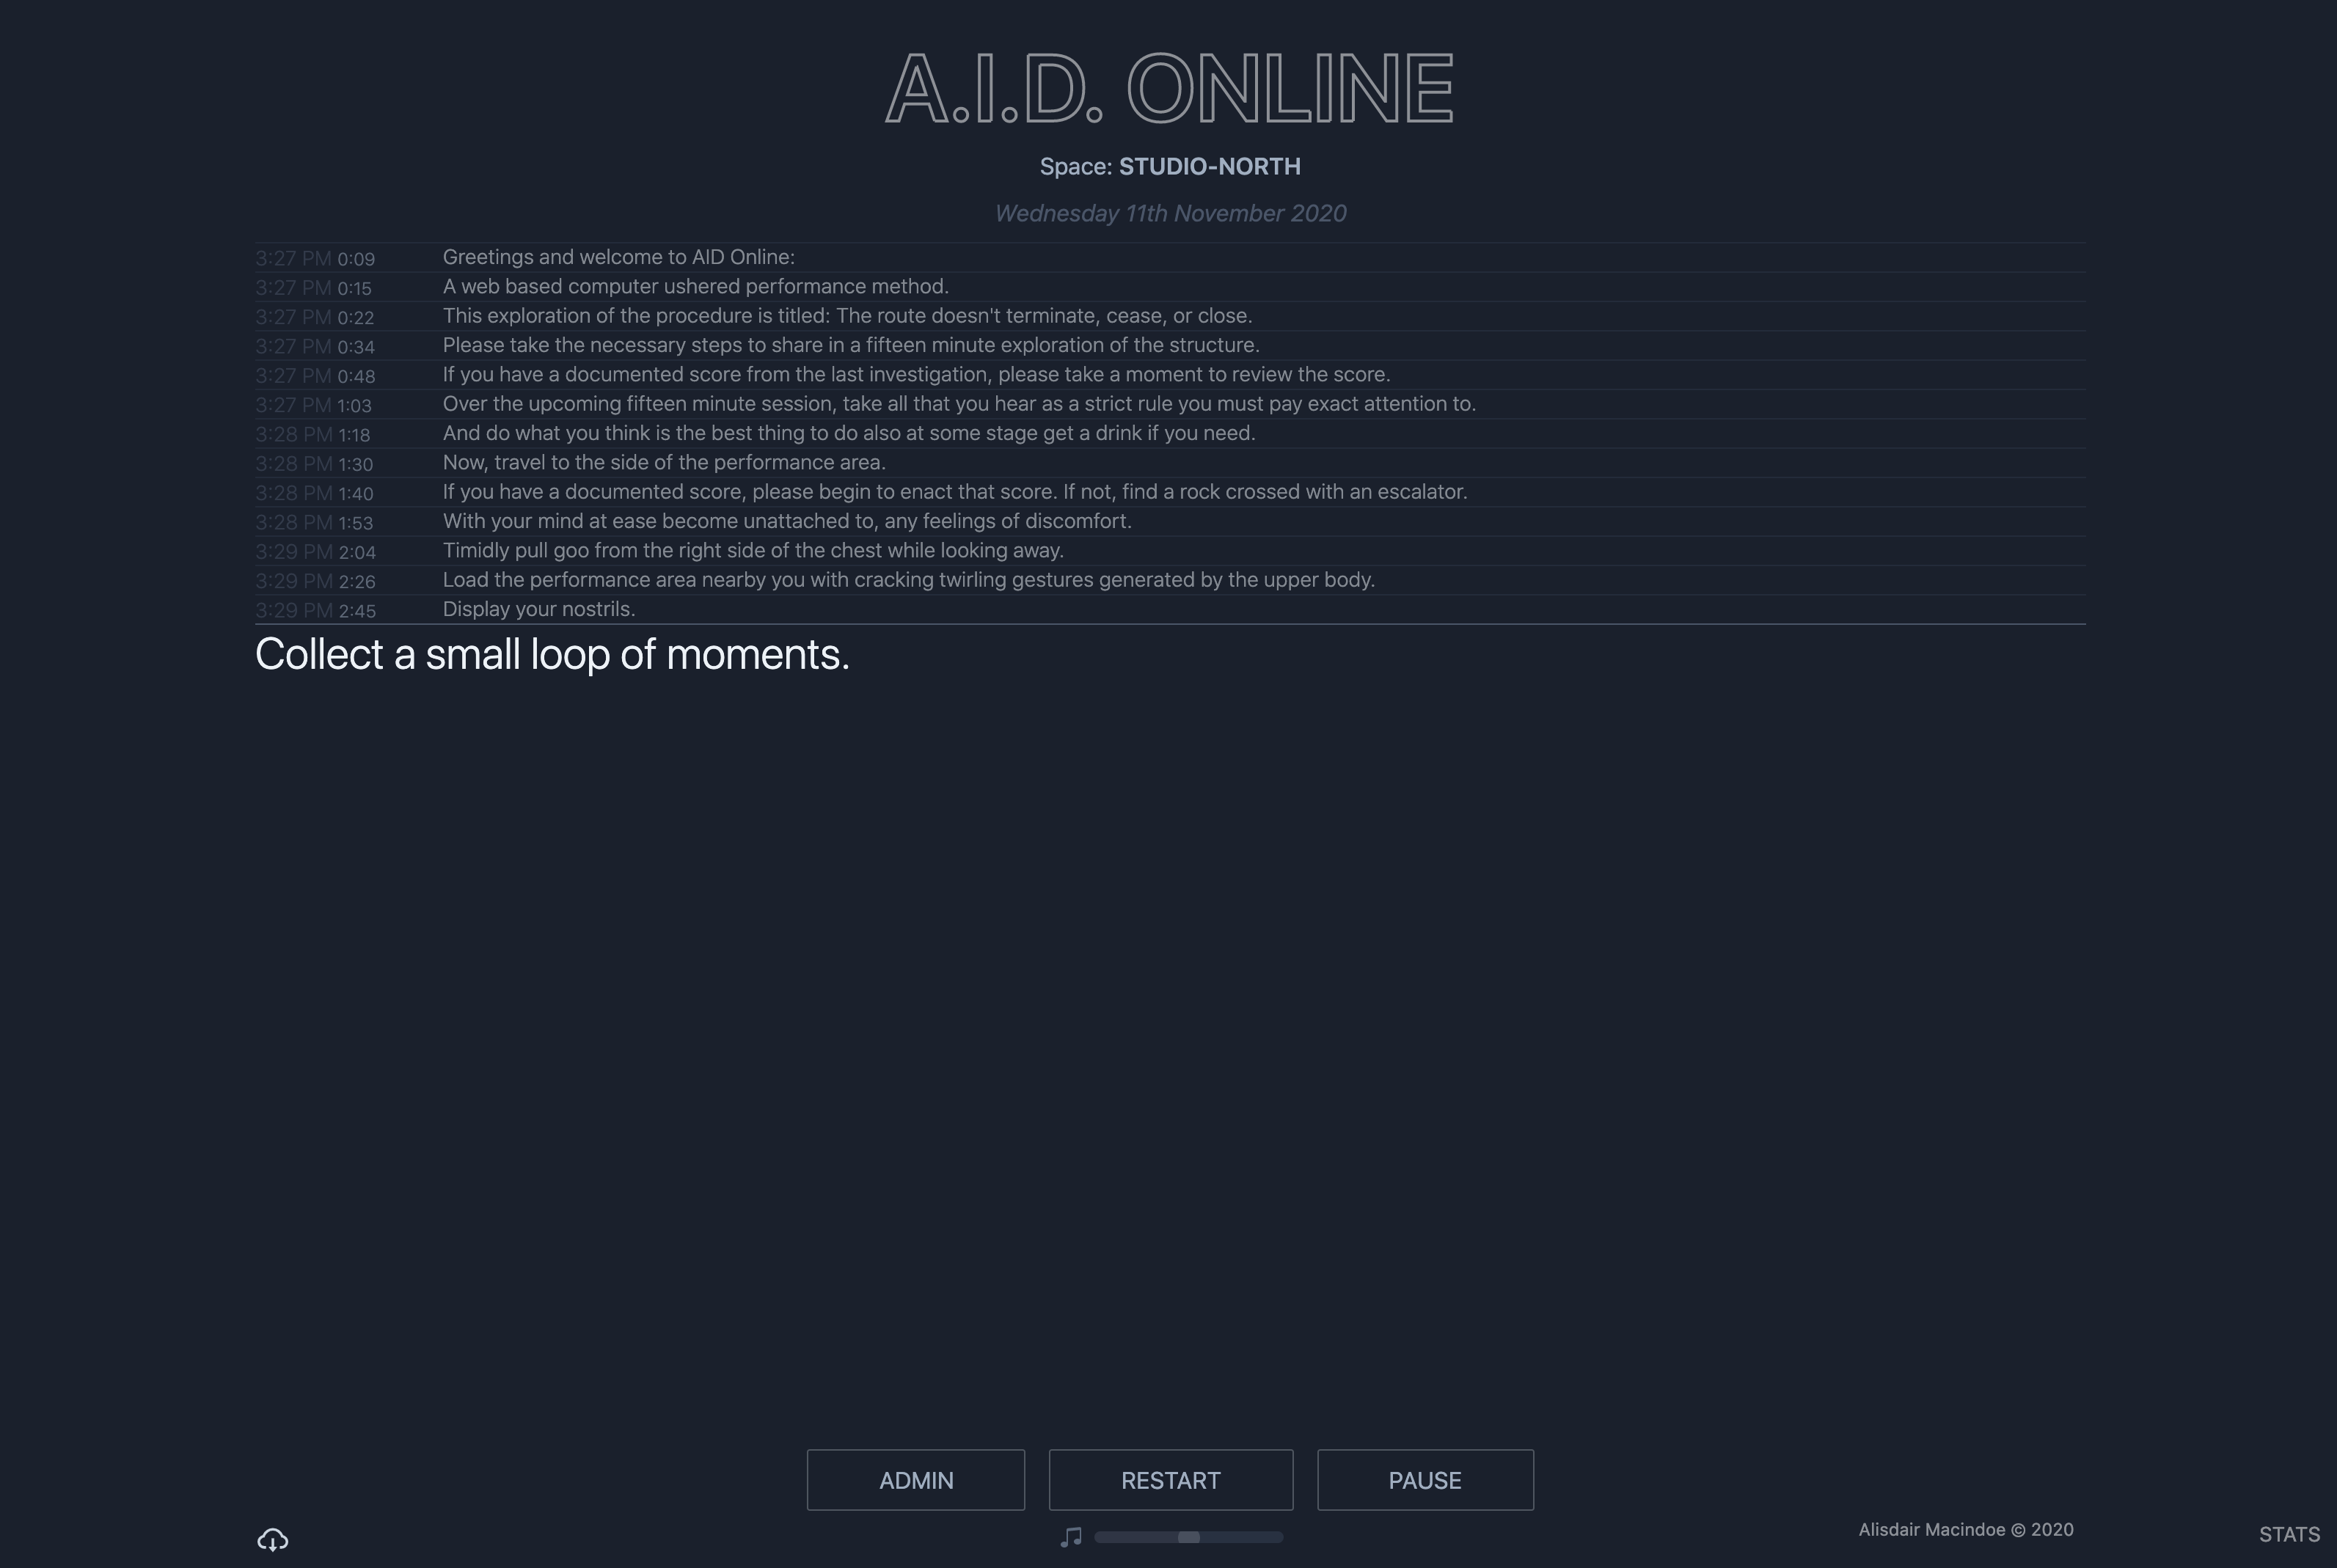 A.I.D. ONLINE
Space: STUDIO-NORTH
Wednesday 11th November 2020
3:27 PM 0:09 Greetings and welcome to AID Online:
3:27 PM 0:15 A web based computer ushered performance method.
3:27 PM 0:22 This exploration of the procedure is titled: The route doesn't terminate, cease, or close.
3:27 PM 0:34 Please take the necessary steps to share in a fifteen minute exploration of the structure.
3:27 PM 0:48 If you have a documented score from the last investigation, please take a moment to review the score.
3:27 PM 1:03 Over the upcoming fifteen minute session, take all that you hear as a strict rule you must pay exact attention to.
3:28 PM 1:18 And do what you think is the best thing to do also at some stage get a drink if you need.
3:28 PM 1:30 Now, travel to the side of the performance area.
3:28 PM 1:40 If you have a documented score, please begin to enact that score. If not, find a rock crossed with an escalator.
3:28 PM 1:53 With your mind at ease become unattached to, any feelings of discomfort.
3:29 PM 2:04 Timidly pull goo from the right side of the chest while looking away.
3:29 PM 2:26 Load the performance area nearby you with cracking twirling gestures generated by the upper body.
3:29 PM 2:45 Display your nostrils.
Collect a small loop of moments.
ADMIN RESTART PAUSE
Alisdair Macindoe © 2020
STATS